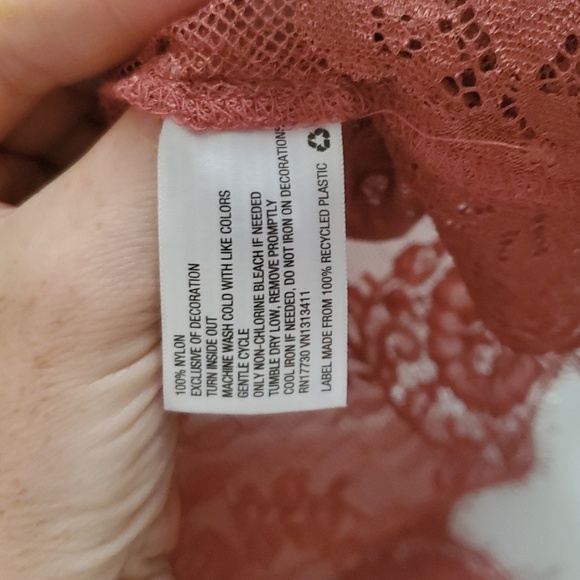 100% NYLON
EXCLUSIVE OF DECORATION
TURN INSIDE OUT
MACHINE WASH COLD WITH LIKE COLORS
GENTLE CYCLE
ONLY NON-CHLORINE BLEACH IF NEEDED
TUMBLE DRY LOW, REMOVE PROMPTLY
COOL IRON IF NEEDED, DO NOT IRON ON DECORATIONS
RN17730 VN1313411
LABEL MADE FROM 100% RECYCLED PLASTIC